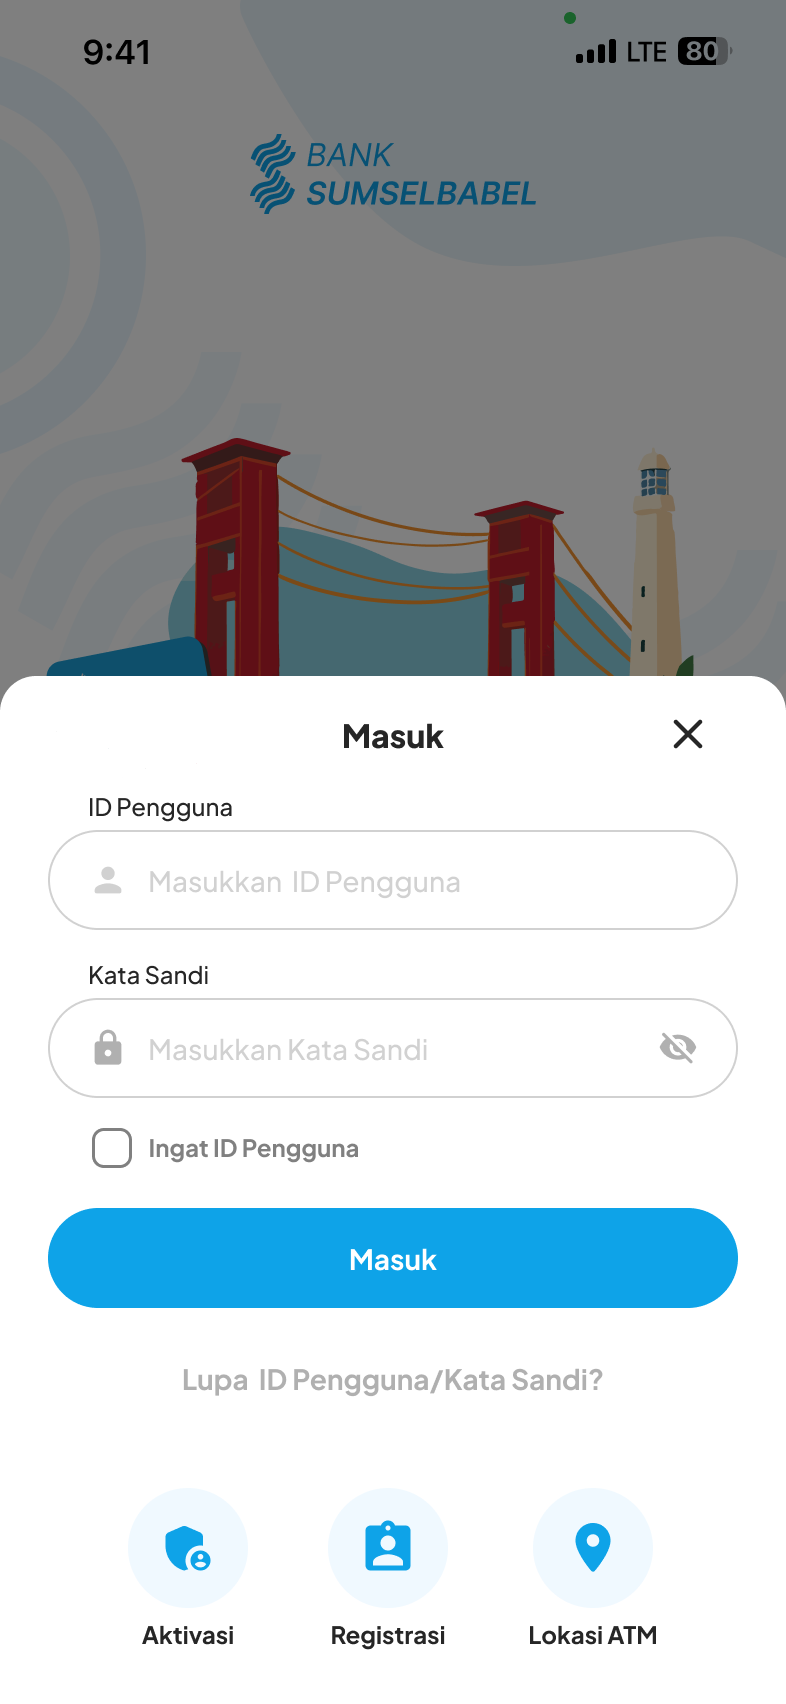 9:41
LTE 80
BANK
SUMSELBABEL
Masuk
ID Pengguna
Masukkan ID Pengguna
Kata Sandi
Masukkan Kata Sandi
Ingat ID Pengguna
Masuk
Lupa ID Pengguna/Kata Sandi?
Aktivasi Registrasi Lokasi ATM